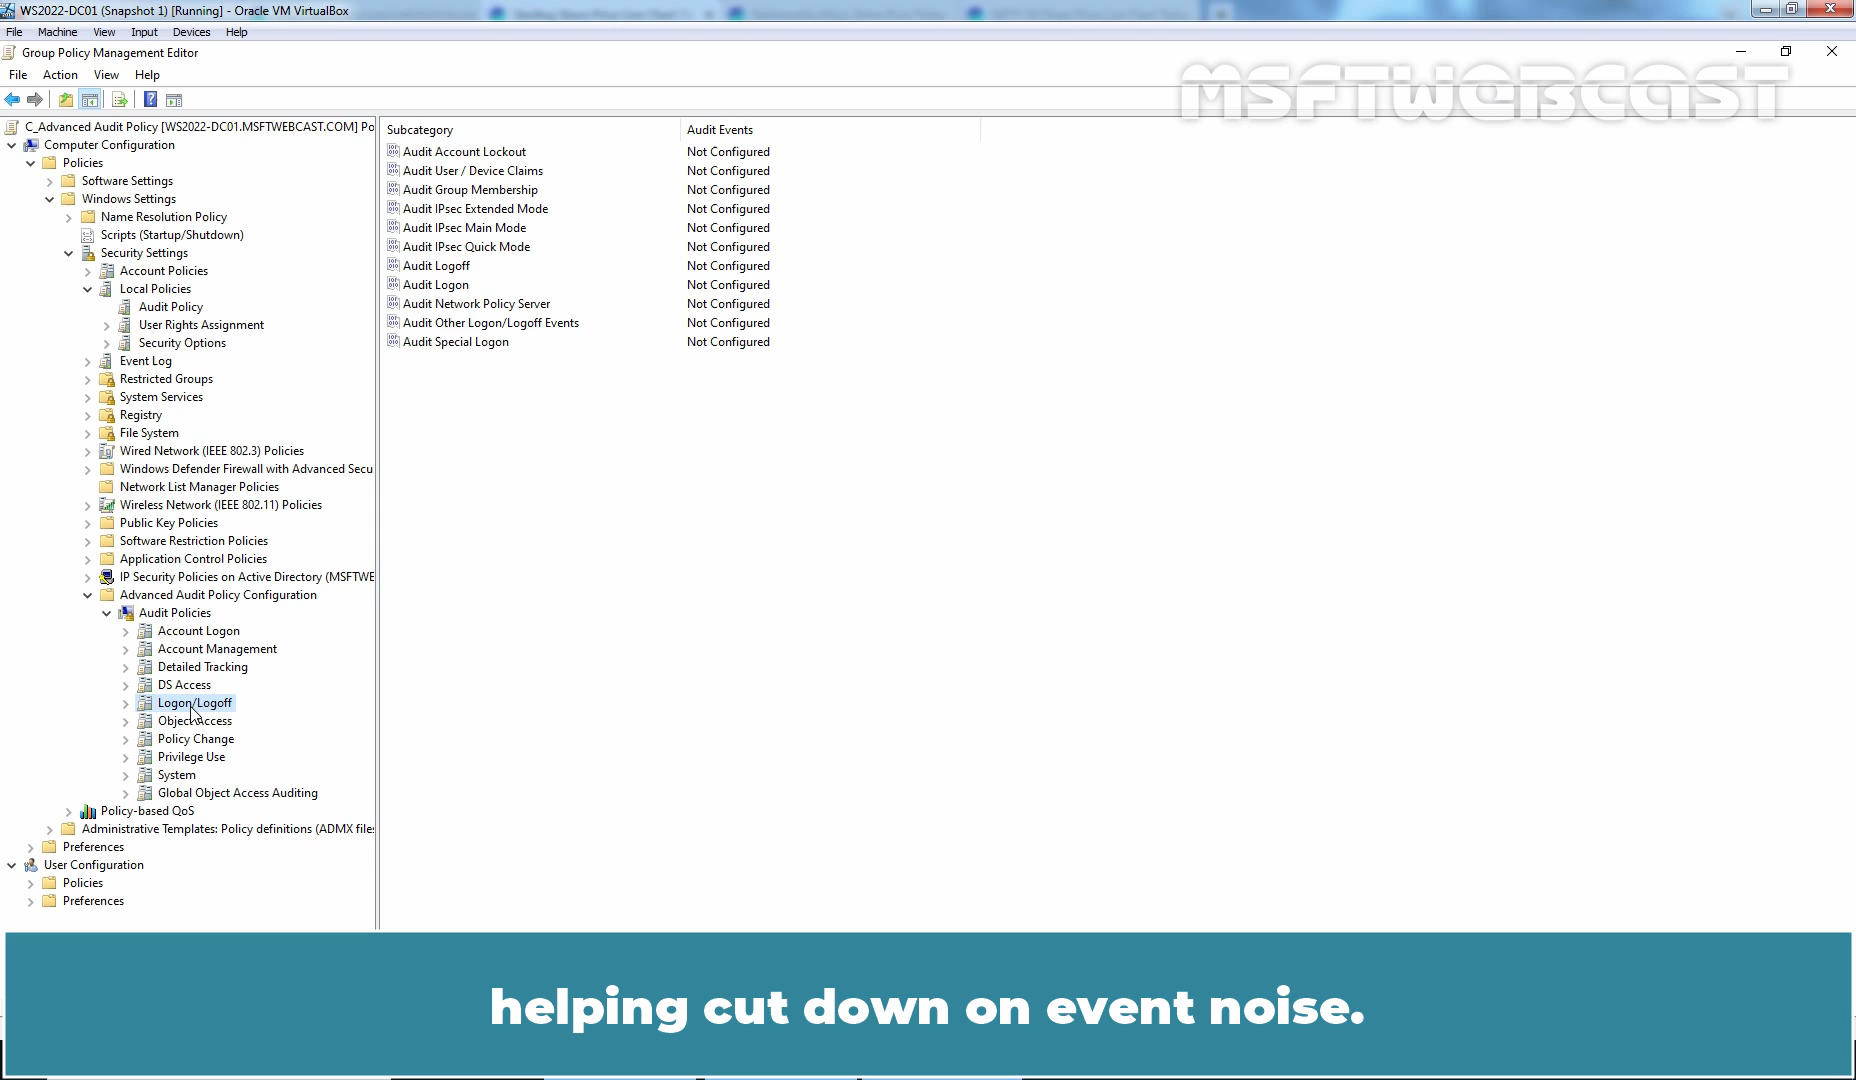 WS2022-DC01 (Snapshot 1) [Running] - Oracle VM VirtualBox
File Machine View Input Devices Help
Group Policy Management Editor
File Action View Help
MSFTWEBCAST
C_Advanced Audit Policy [WS2022-DC01.MSFTWEBCAST.COM] Po
Computer Configuration
Policies
Software Settings
Windows Settings
Name Resolution Policy
Scripts (Startup/Shutdown)
Security Settings
Account Policies
Local Policies
Audit Policy
User Rights Assignment
Security Options
Event Log
Restricted Groups
System Services
Registry
File System
Wired Network (IEEE 802.3) Policies
Windows Defender Firewall with Advanced Secu
Network List Manager Policies
Wireless Network (IEEE 802.11) Policies
Public Key Policies
Software Restriction Policies
Application Control Policies
IP Security Policies on Active Directory (MSFTWE
Advanced Audit Policy Configuration
Audit Policies
Account Logon
Account Management
Detailed Tracking
DS Access
Logon/Logoff
Object Access
Policy Change
Privilege Use
System
Global Object Access Auditing
Policy-based QoS
Administrative Templates: Policy definitions (ADMX files
Preferences
User Configuration
Policies
Preferences
Subcategory Audit Events
Audit Account Lockout Not Configured
Audit User / Device Claims Not Configured
Audit Group Membership Not Configured
Audit IPsec Extended Mode Not Configured
Audit IPsec Main Mode Not Configured
Audit IPsec Quick Mode Not Configured
Audit Logoff Not Configured
Audit Logon Not Configured
Audit Network Policy Server Not Configured
Audit Other Logon/Logoff Events Not Configured
Audit Special Logon Not Configured
helping cut down on event noise.